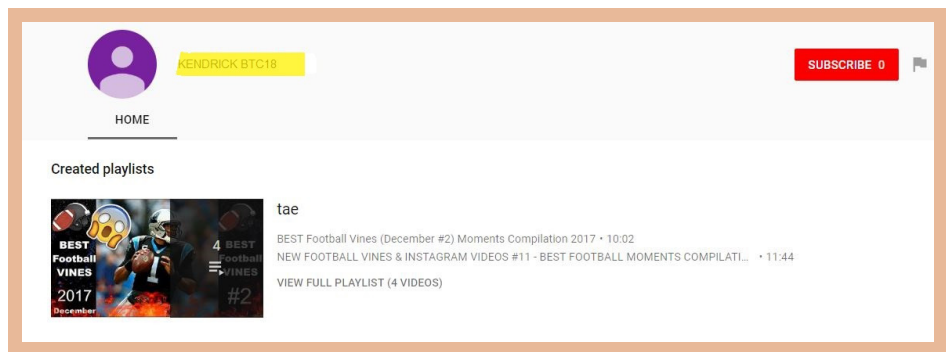 KENDRICK BTC18
SUBSCRIBE 0
HOME
Created playlists
tae
BEST Football Vines (December #2) Moments Compilation 2017 • 10:02
NEW FOOTBALL VINES & INSTAGRAM VIDEOS #11 - BEST FOOTBALL MOMENTS COMPILATI... • 11:44
VIEW FULL PLAYLIST (4 VIDEOS)
BEST
Football
VINES
2017
December
4
BEST
Football
VINES
#2